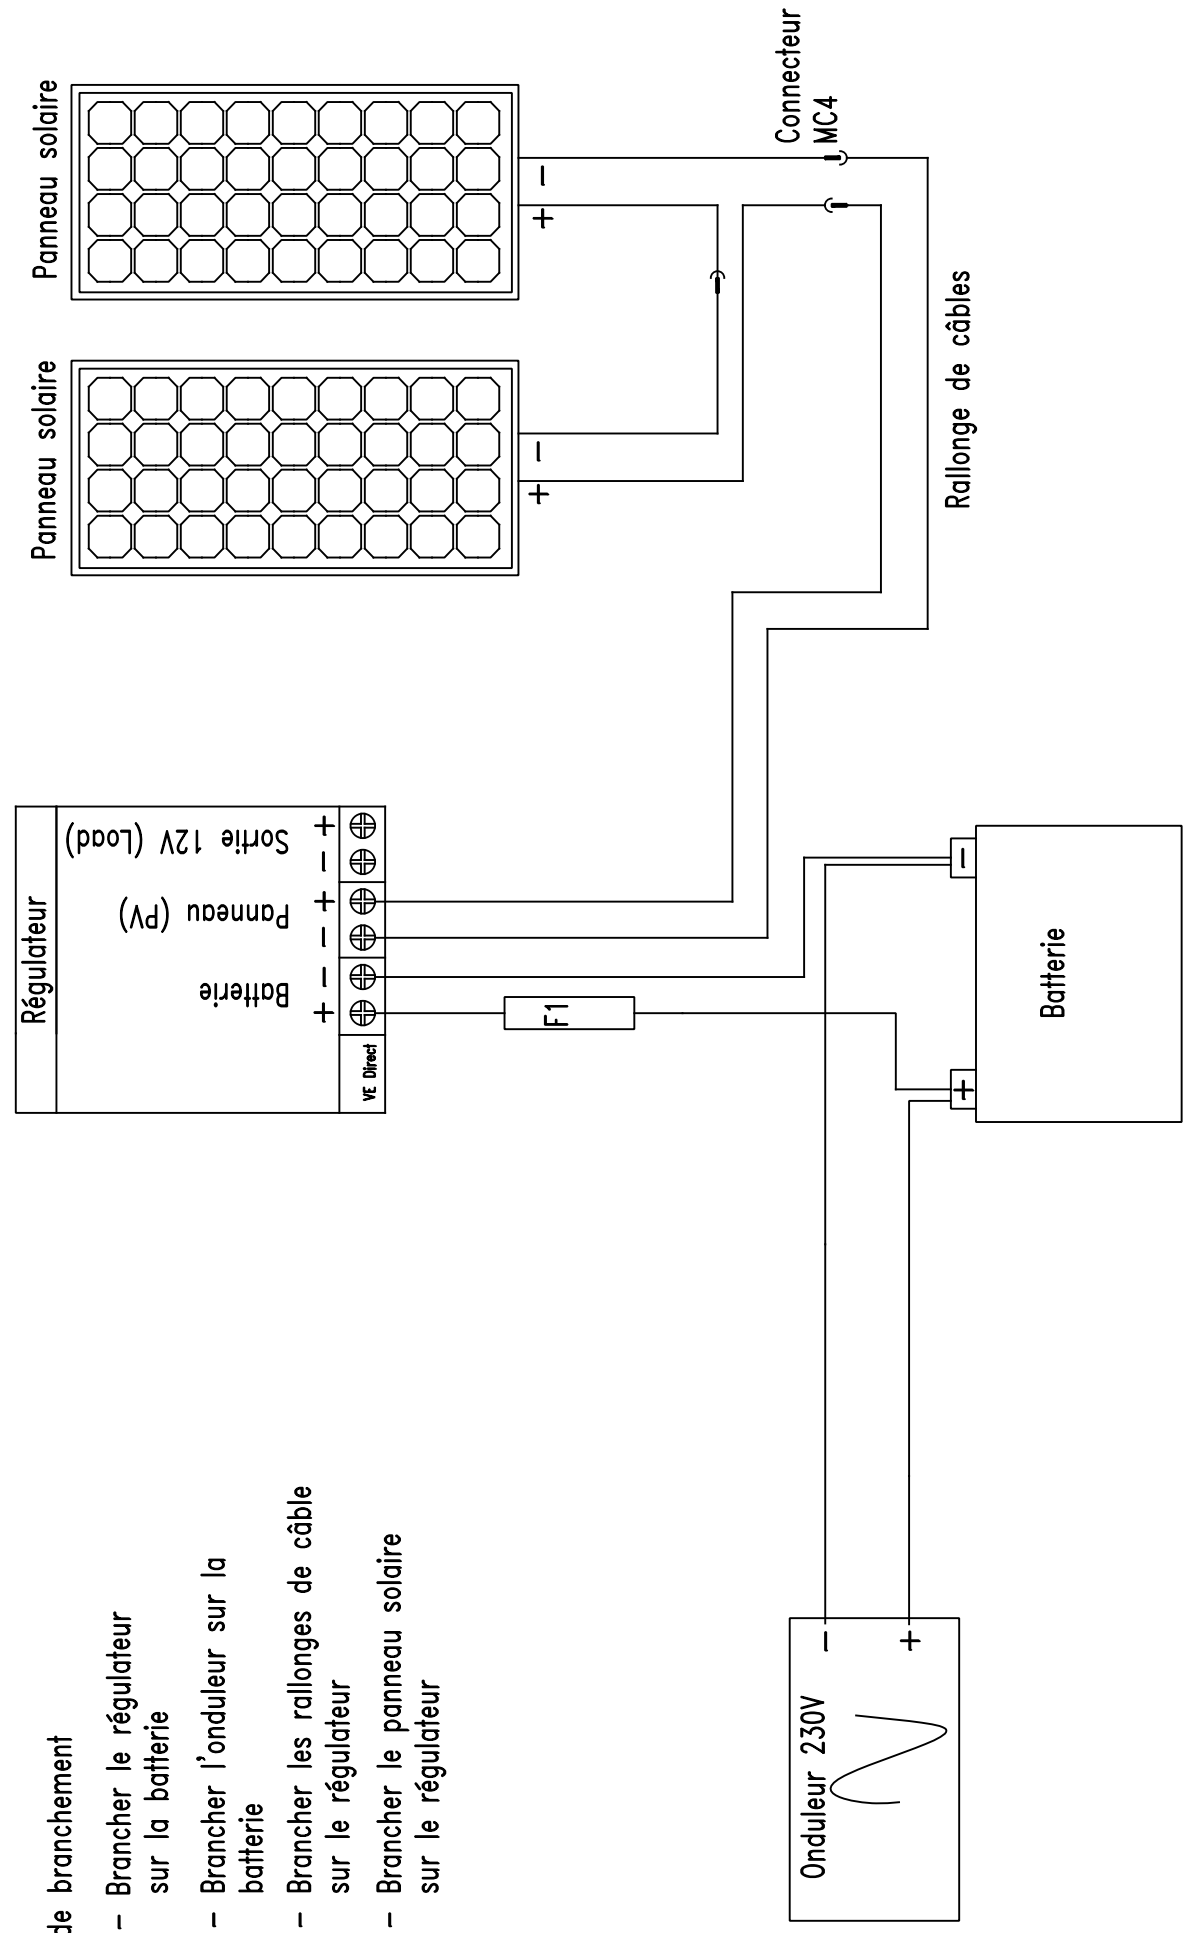 de branchement
- Brancher le régulateur
sur la batterie
- Brancher l'onduleur sur la
batterie
- Brancher les rallonges de câble
sur le régulateur
- Brancher le panneau solaire
sur le régulateur
Régulateur
Sortie 12V (Load)
+
-
Panneau (PV)
+
-
Batterie
-
+
VE Direct
F1
Panneau solaire
-
+
Panneau solaire
-
+
Connecteur
MC4
Rallonge de câbles
Onduleur 230V
-
+
Batterie
-
+